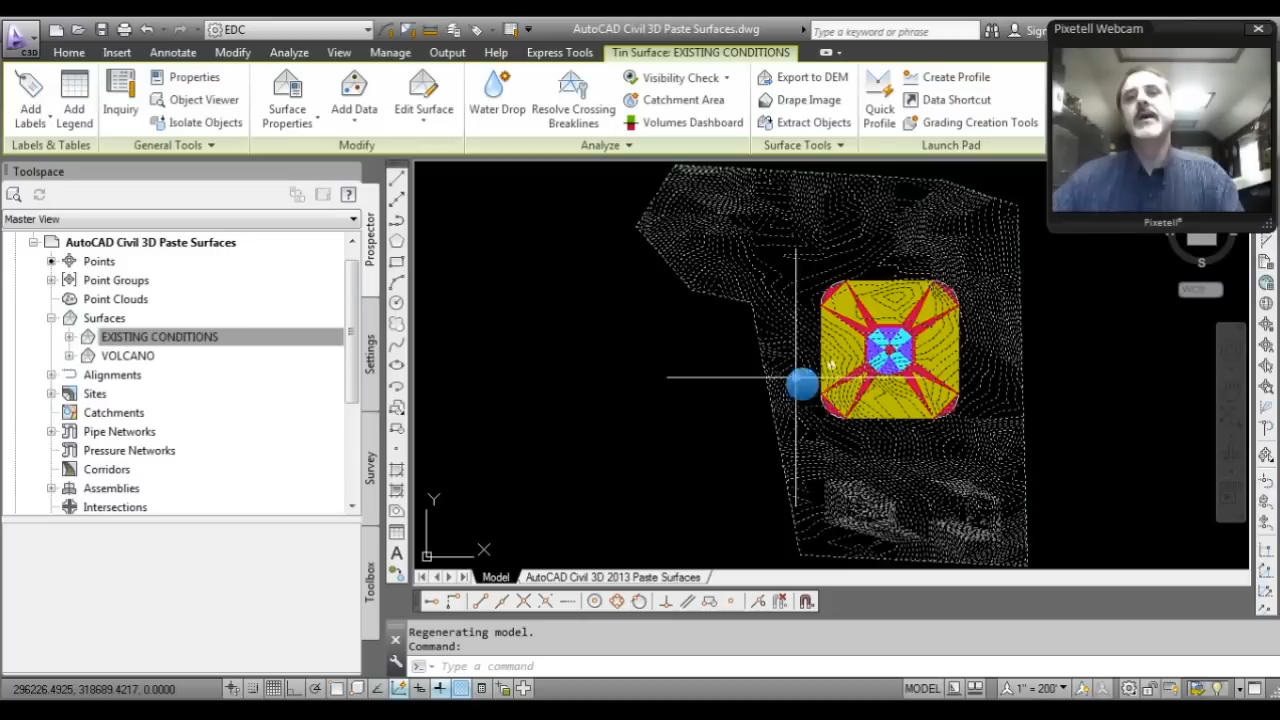 EDC
AutoCAD Civil 3D Paste Surfaces.dwg
Type a keyword or phrase
Pixetell Webcam
C3D
Home Insert Annotate Modify Analyze View Manage Output Help Express Tools Tin Surface: EXISTING CONDITIONS
Add Labels
Add Legend
Inquiry
Properties
Object Viewer
Isolate Objects
Surface Properties
Add Data
Edit Surface
Water Drop
Resolve Crossing Breaklines
Visibility Check
Catchment Area
Volumes Dashboard
Export to DEM
Drape Image
Extract Objects
Quick Profile
Create Profile
Data Shortcut
Grading Creation Tools
Labels & Tables General Tools Modify Analyze Surface Tools Launch Pad
Pixetell
Toolspace
Master View
AutoCAD Civil 3D Paste Surfaces
Points
Point Groups
Point Clouds
Surfaces
EXISTING CONDITIONS
VOLCANO
Alignments
Sites
Catchments
Pipe Networks
Pressure Networks
Corridors
Assemblies
Intersections
Prospector
Settings
Survey
Toolbox
S
Y
X
A
Model AutoCAD Civil 3D 2013 Paste Surfaces
Regenerating model.
Command:
Type a command
296226.4925, 318689.4217, 0.0000
MODEL
1" = 200'